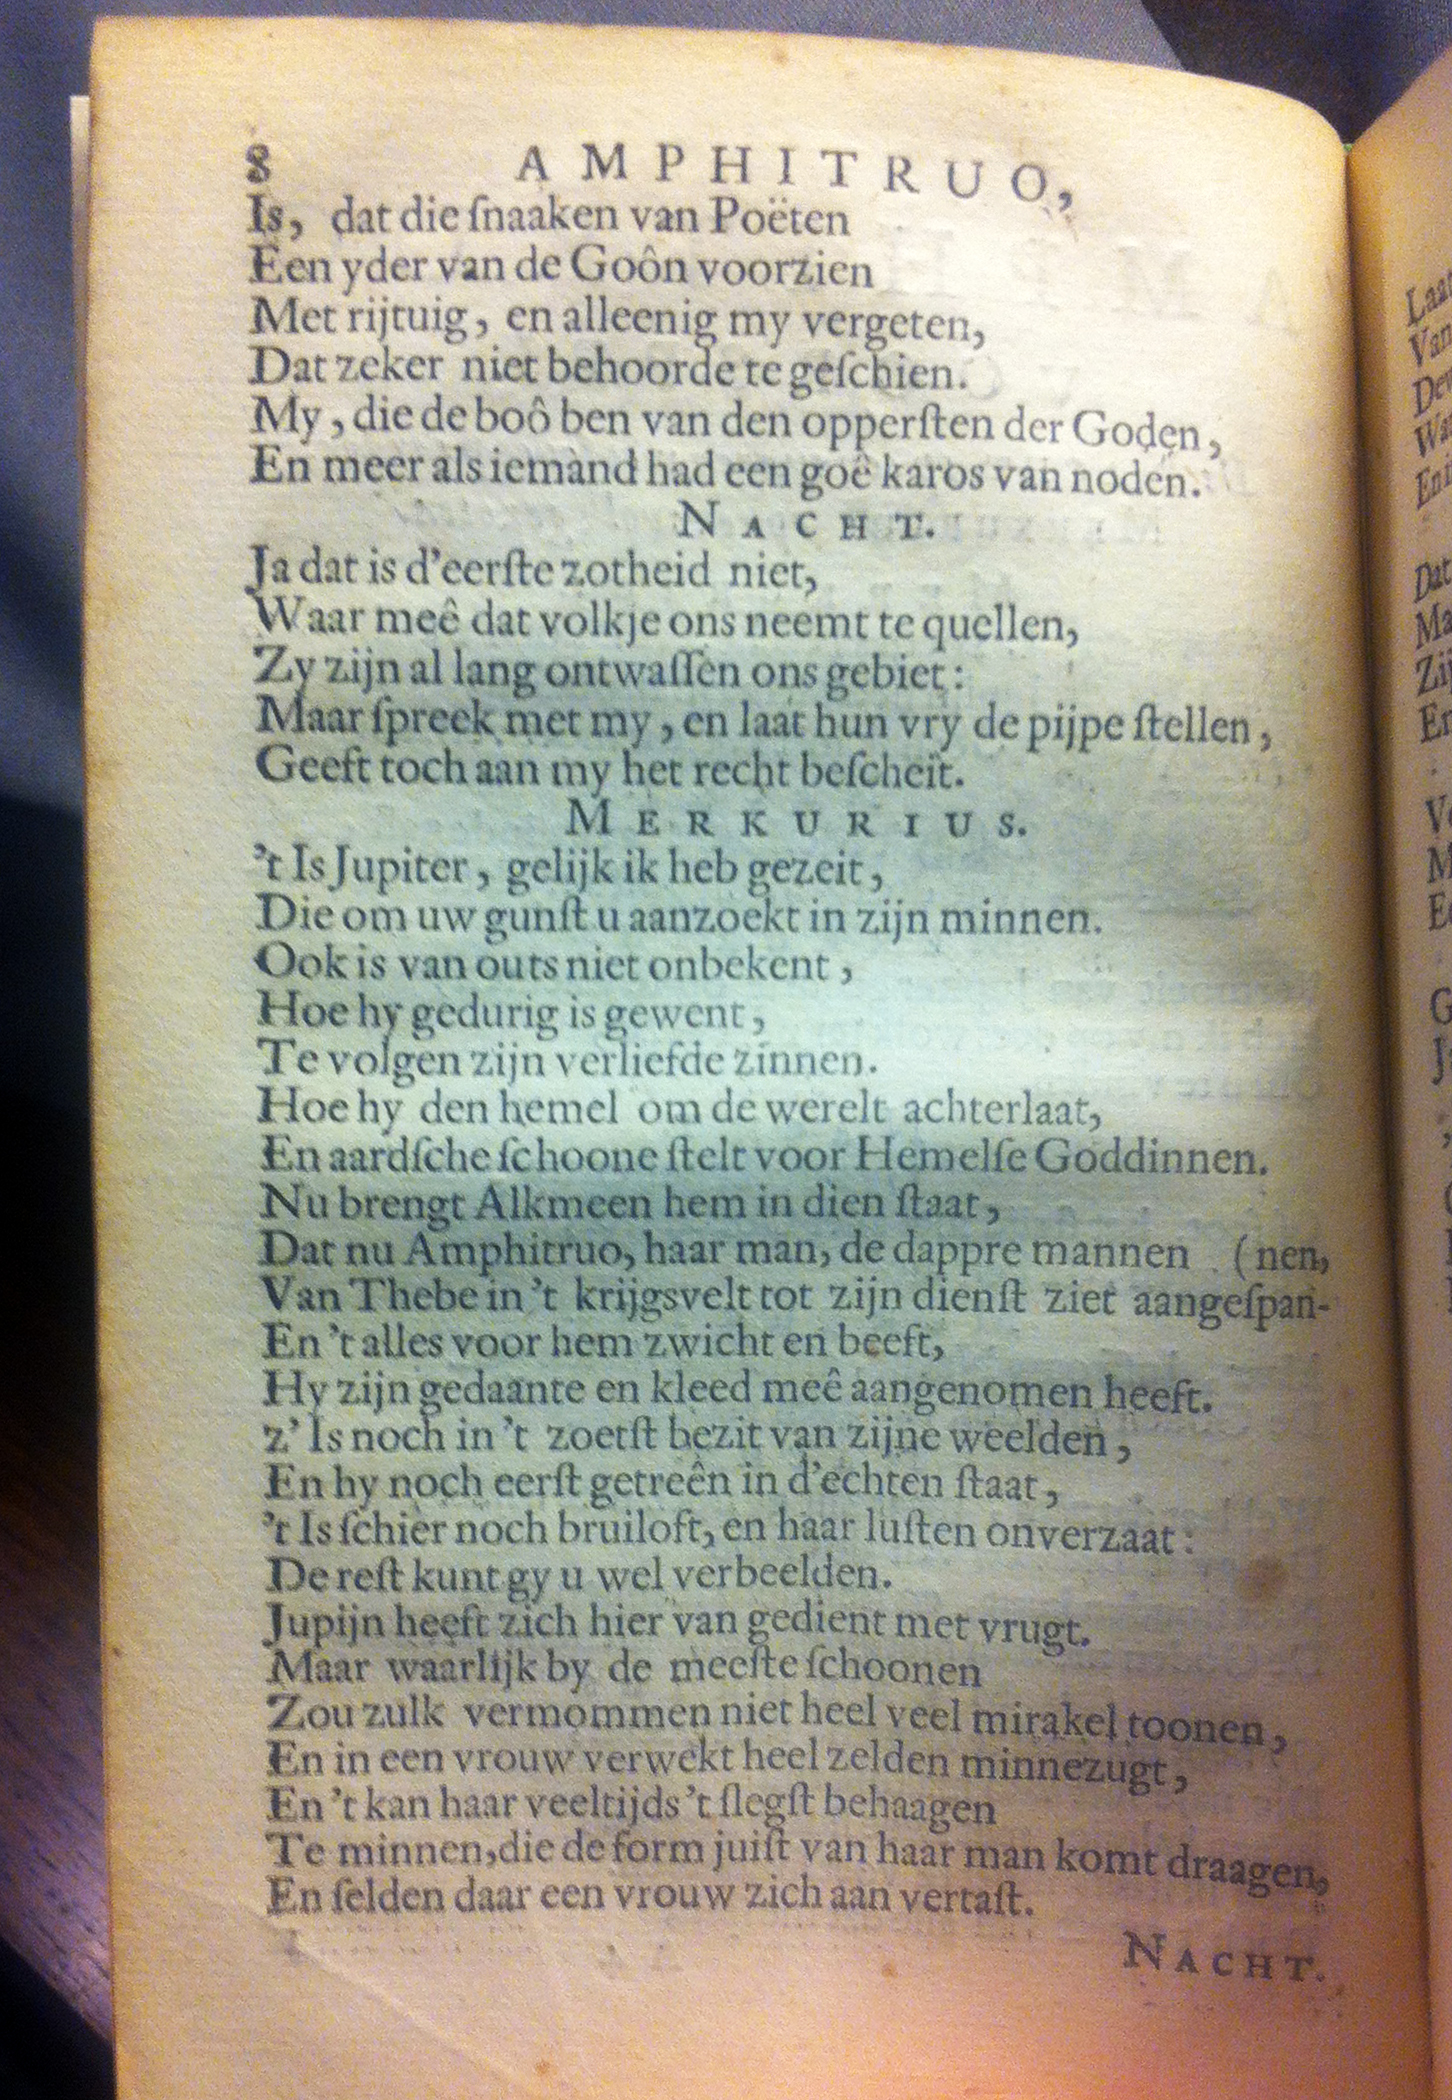 8 AMPHITRUO,
Is, dat die ſnaaken van Poëten
Een yder van de Goôn voorzien
Met rijtuig, en alleenig my vergeten,
Dat zeker niet behoorde te geſchien.
My, die de boô ben van den opperſten der Goden,
En meer als iemand had een goê karos van noden.
NACHT.
Ja dat is d'eerſte zotheid niet,
Waar meê dat volkje ons neemt te quellen,
Zy zijn al lang ontwaſſen ons gebiet:
Maar ſpreek met my, en laat hun vry de pijpe ſtellen,
Geeft toch aan my het recht beſcheit.
MERKURIUS.
't Is Jupiter, gelijk ik heb gezeit,
Die om uw gunſt u aanzoekt in zijn minnen.
Ook is van outs niet onbekent,
Hoe hy gedurig is gewent,
Te volgen zijn verliefde zinnen.
Hoe hy den hemel om de werelt achterlaat,
En aardſche ſchoone ſtelt voor Hemelſe Goddinnen.
Nu brengt Alkmeen hem in dien ſtaat,
Dat nu Amphitruo, haar man, de dappre mannen (nen,
Van Thebe in 't krijgsvelt tot zijn dienſt ziet aangeſpan-
En 't alles voor hem zwicht en beeft,
Hy zijn gedaante en kleed meê aangenomen heeft.
z' Is noch in 't zoetſt bezit van zijne weelden,
En hy noch eerſt getreên in d'echten ſtaat,
't Is ſchier noch bruiloft, en haar luſten onverzaat:
De reſt kunt gy u wel verbeelden.
Jupijn heeft zich hier van gedient met vrugt.
Maar waarlijk by de meeſte ſchoonen
Zou zulk vermommen niet heel veel mirakel toonen,
En in een vrouw verwekt heel zelden minnezugt,
En 't kan haar veeltijds 't ſlegſt behaagen
Te minnen, die de form juiſt van haar man komt draagen,
En ſelden daar een vrouw zich aan vertaſt.
NACHT.